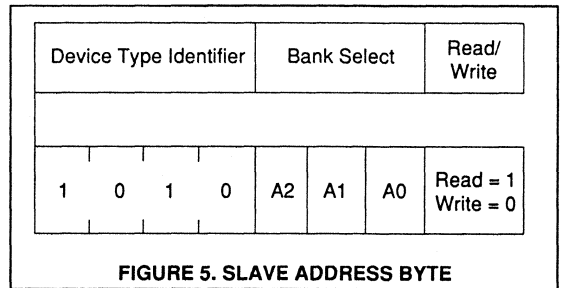 Device Type Identifier
Bank Select
Read/
Write
1 0 1 0 A2 A1 A0 Read = 1
Write = 0
FIGURE 5. SLAVE ADDRESS BYTE